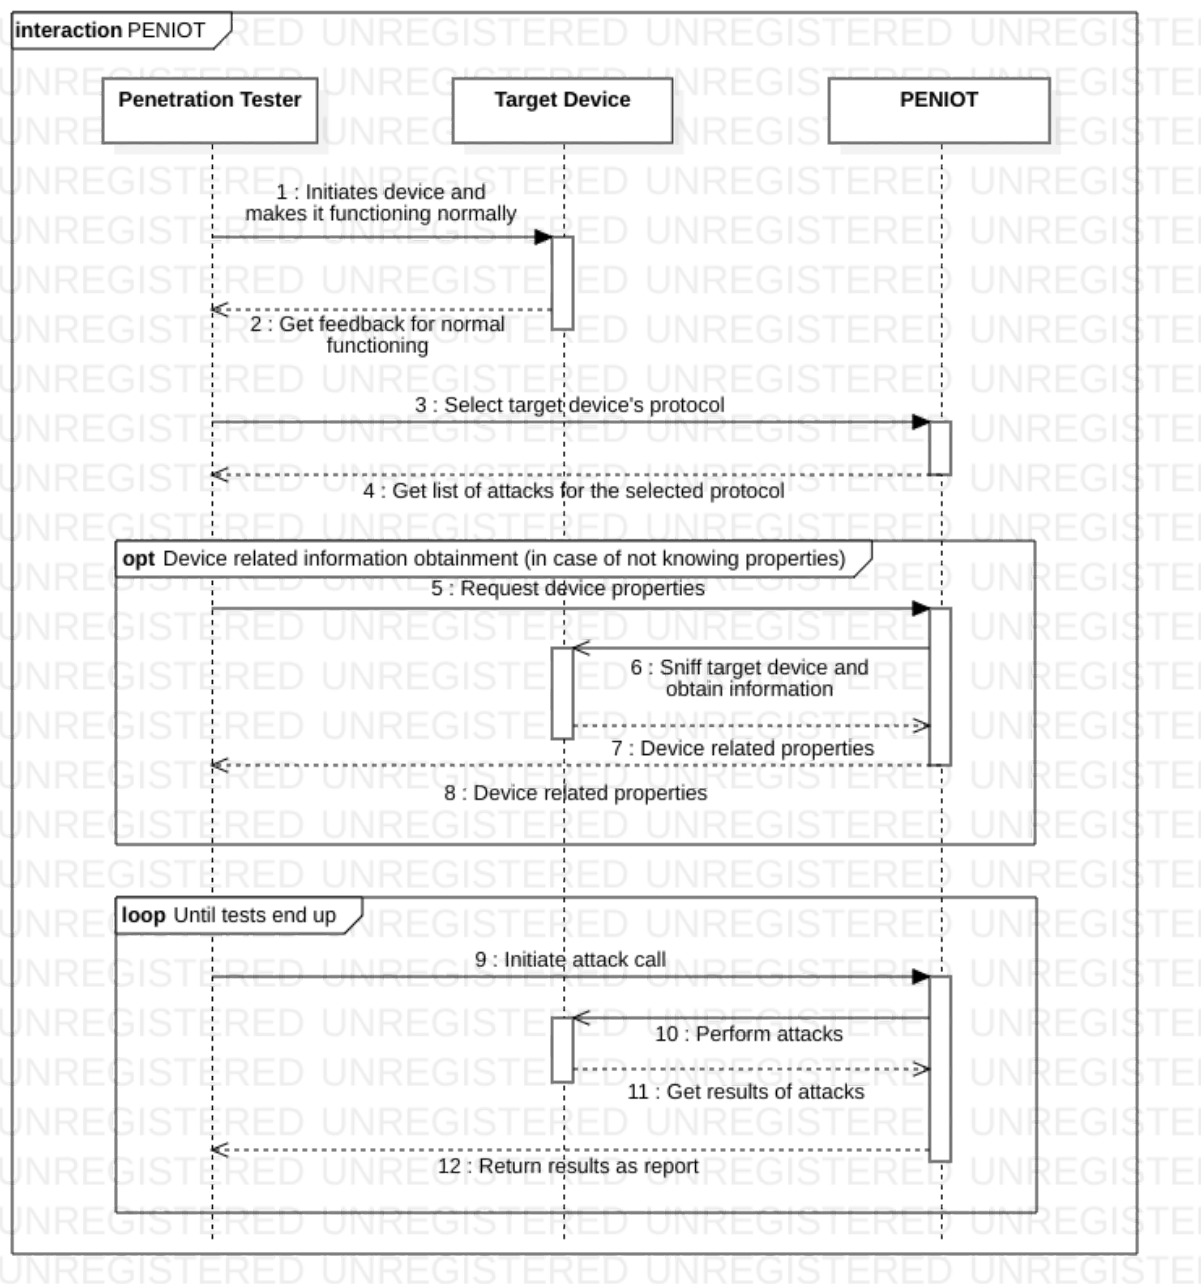 interaction PENIOT
Penetration Tester
Target Device
PENIOT
1 : Initiates device and
makes it functioning normally
2 : Get feedback for normal
functioning
3 : Select target device's protocol
4 : Get list of attacks for the selected protocol
opt Device related information obtainment (in case of not knowing properties)
5 : Request device properties
6 : Sniff target device and
obtain information
7 : Device related properties
8 : Device related properties
loop Until tests end up
9 : Initiate attack call
10 : Perform attacks
11 : Get results of attacks
12 : Return results as report
UNREGISTERED